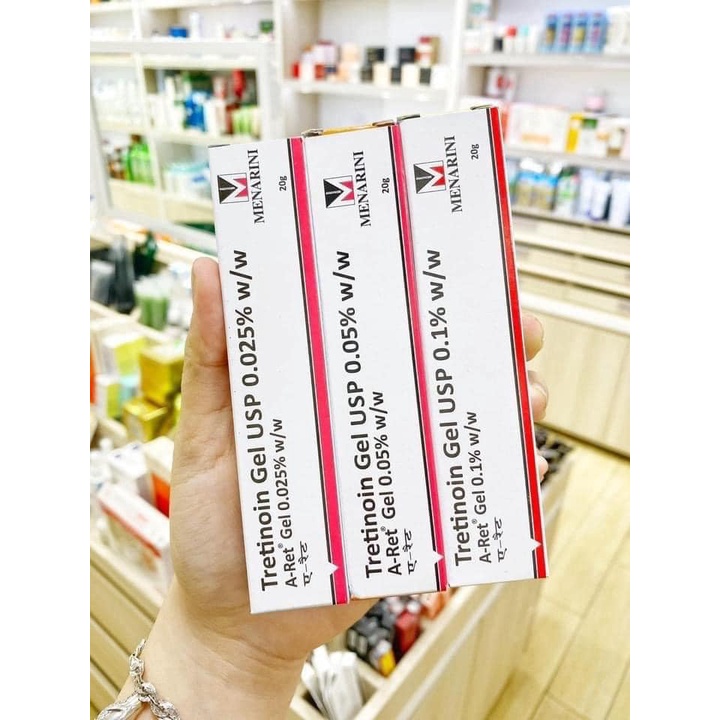 MENARINI
20g
Tretinoin Gel USP 0.025% w/w
A-Ret® Gel 0.025% w/w
ए-रेट
MENARINI
20g
Tretinoin Gel USP 0.05% w/w
A-Ret® Gel 0.05% w/w
ए-रेट
MENARINI
20g
Tretinoin Gel USP 0.1% w/w
A-Ret® Gel 0.1% w/w
ए-रेट